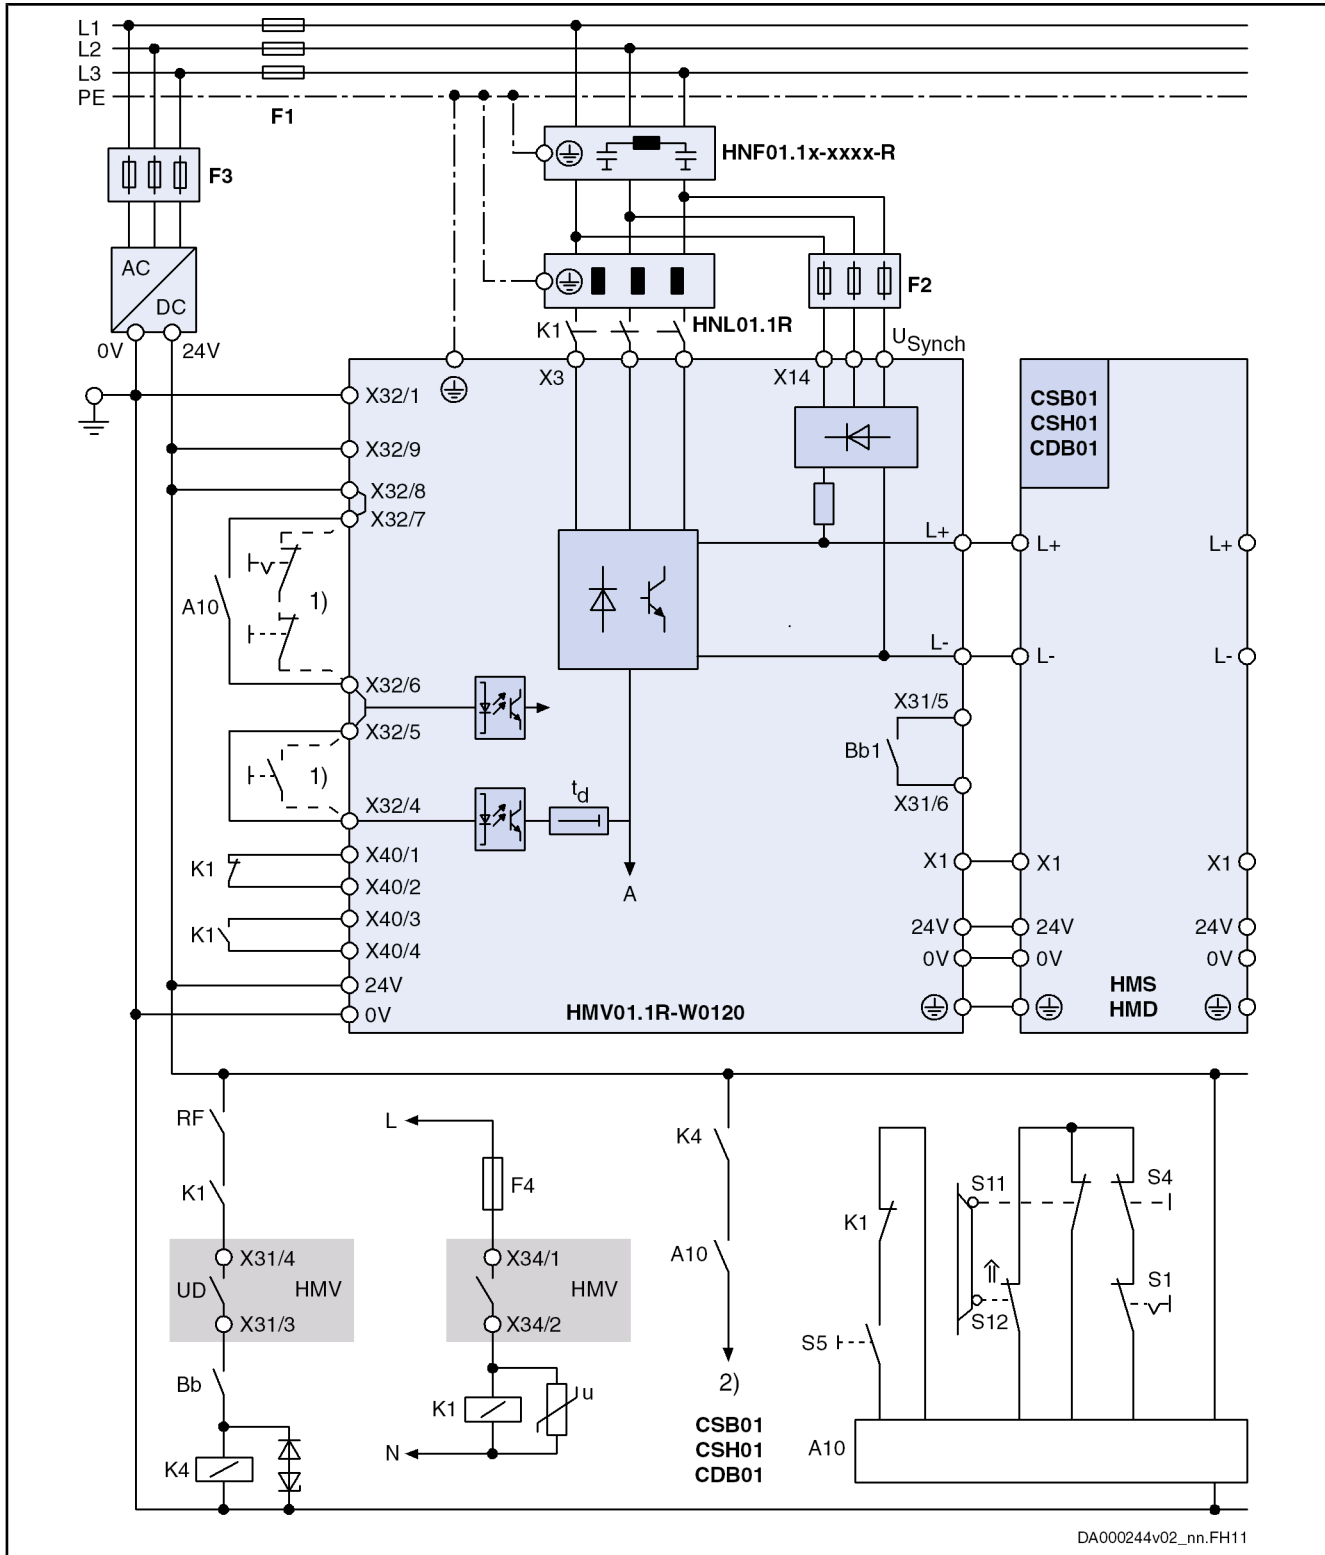 L1
L2
L3
PE
F1
HNF01.1x-xxxx-R
F3
AC
DC
F2
HNL01.1R
K1
0V
24V
USynch
X3
X14
X32/1
X32/9
X32/8
X32/7
CSB01
CSH01
CDB01
L+
L+
L+
A10
1)
L-
L-
L-
X32/6
X31/5
X32/5
Bb1
1)
td
X31/6
X32/4
X40/1
K1
X40/2
X1
X1
X1
A
X40/3
K1
X40/4
24V
24V
24V
0V
0V
0V
24V
0V
HMV01.1R-W0120
HMS
HMD
RF
L
K4
K1
F4
S11
S4
K1
X31/4
UD
HMV
X31/3
X34/1
HMV
X34/2
A10
S12
S1
S5
Bb
2)
K1
u
CSB01
CSH01
CDB01
N
A10
K4
DA000244v02_nn.FH11